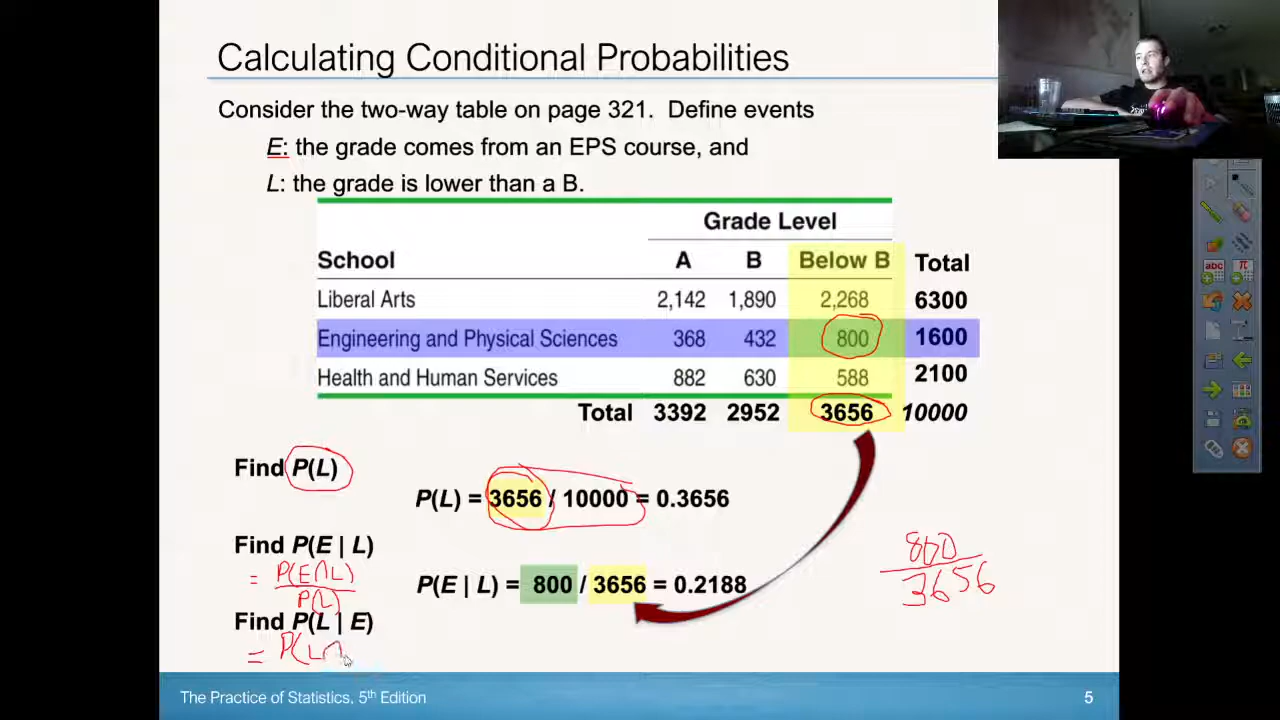 Calculating Conditional Probabilities
Consider the two-way table on page 321. Define events
E: the grade comes from an EPS course, and
L: the grade is lower than a B.
Grade Level
School A B Below B Total
Liberal Arts 2,142 1,890 2,268 6300
Engineering and Physical Sciences 368 432 800 1600
Health and Human Services 882 630 588 2100
Total 3392 2952 3656 10000
Find P(L)
P(L) = 3656 / 10000 = 0.3656
Find P(E | L)
= P(E∩L)
P(L)
P(E | L) = 800 / 3656 = 0.2188
800
3656
Find P(L | E)
= P(L∩
The Practice of Statistics, 5th Edition 5